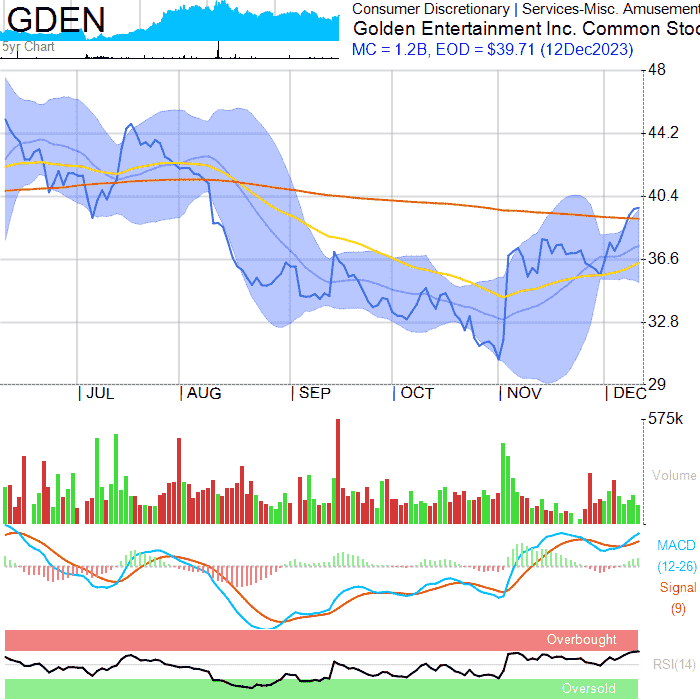 GDEN
5yr Chart
Consumer Discretionary | Services-Misc. Amusement
Golden Entertainment Inc. Common Stoc
MC = 1.2B, EOD = $39.71 (12Dec2023)
48
44.2
40.4
36.6
32.8
29
| JUL | AUG | SEP | OCT | NOV | DEC
575k
Volume
MACD
(12-26)
Signal
(9)
Overbought
RSI(14)
Oversold